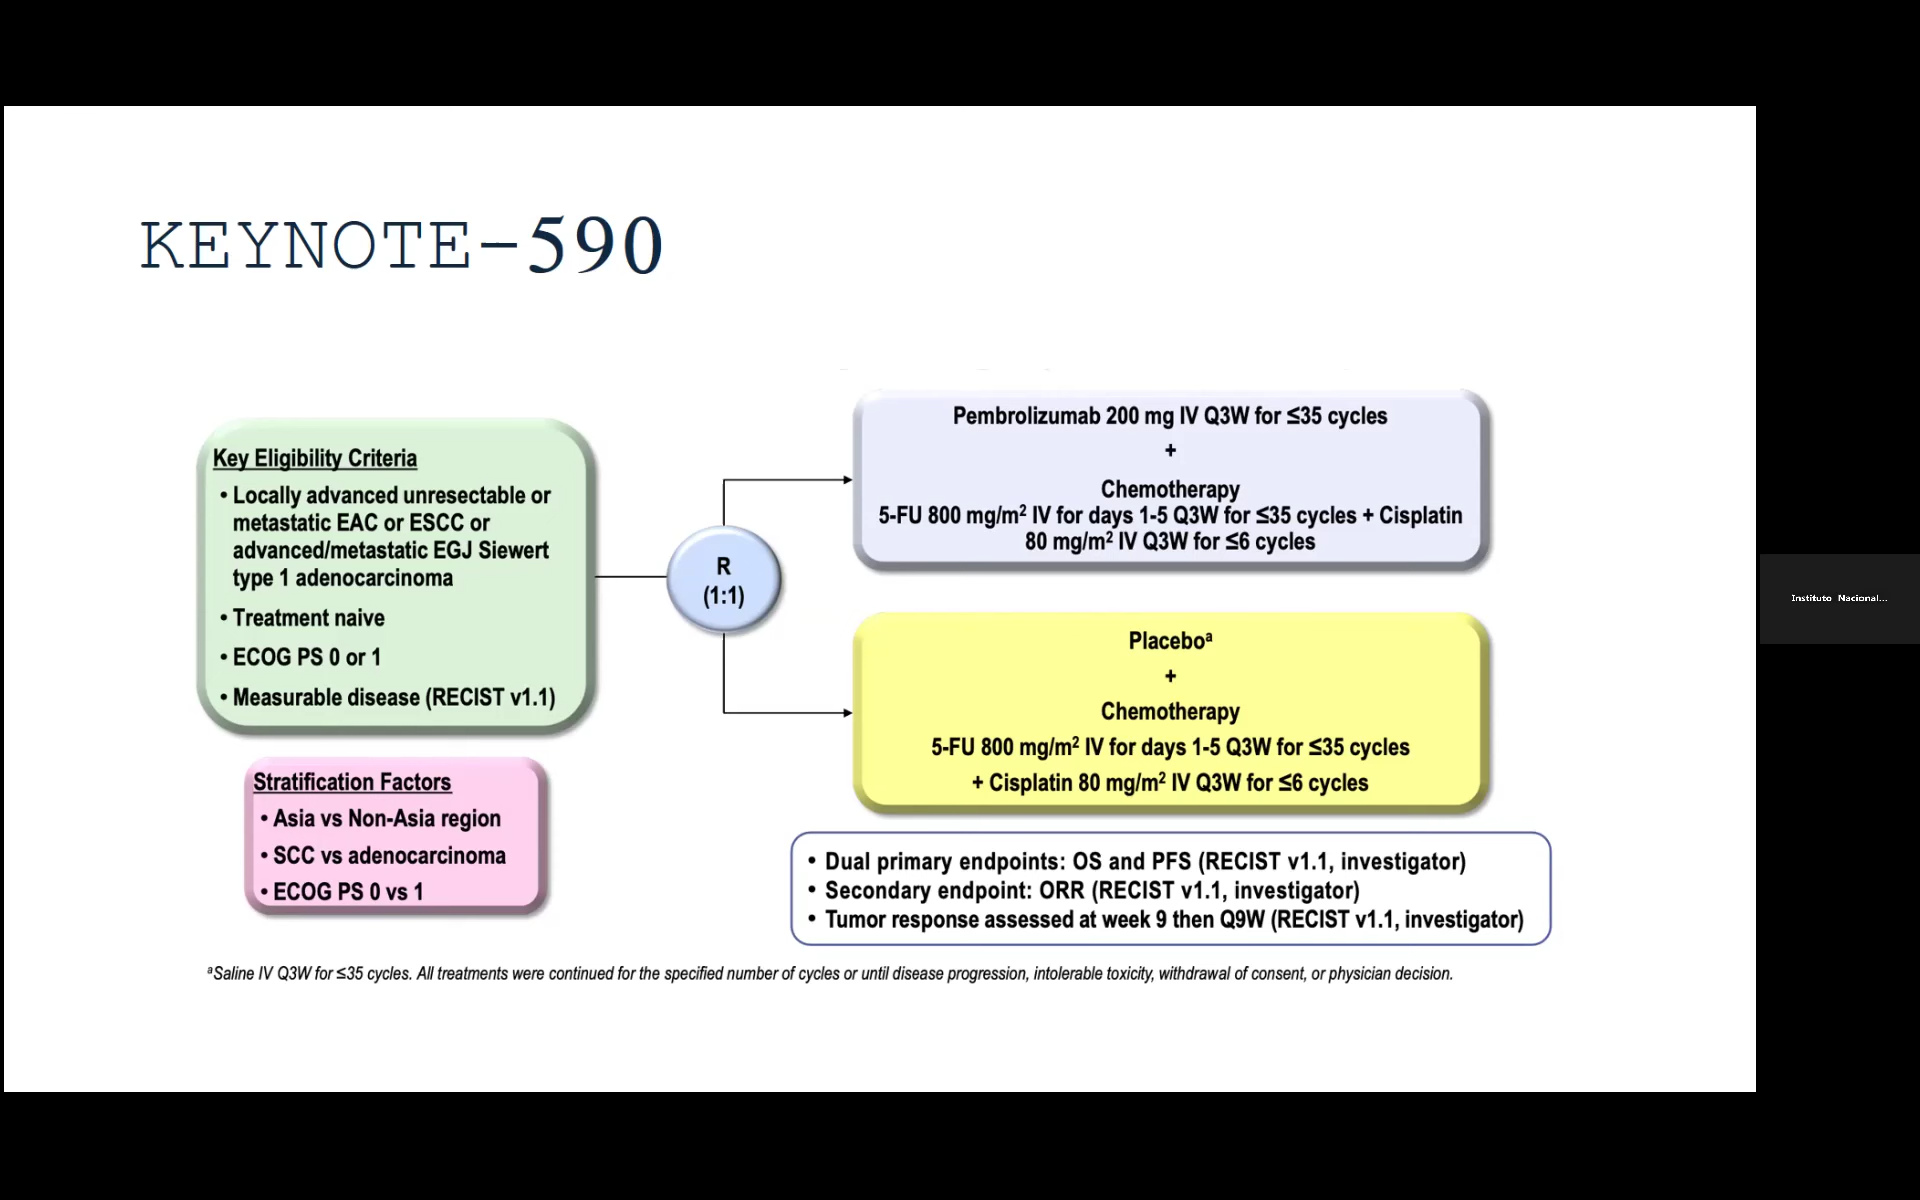 KEYNOTE-590
Key Eligibility Criteria
• Locally advanced unresectable or
metastatic EAC or ESCC or
advanced/metastatic EGJ Siewert
type 1 adenocarcinoma
• Treatment naive
• ECOG PS 0 or 1
• Measurable disease (RECIST v1.1)
Stratification Factors
• Asia vs Non-Asia region
• SCC vs adenocarcinoma
• ECOG PS 0 vs 1
R
(1:1)
Pembrolizumab 200 mg IV Q3W for ≤35 cycles
+
Chemotherapy
5-FU 800 mg/m² IV for days 1-5 Q3W for ≤35 cycles + Cisplatin
80 mg/m² IV Q3W for ≤6 cycles
Placeboᵃ
+
Chemotherapy
5-FU 800 mg/m² IV for days 1-5 Q3W for ≤35 cycles
+ Cisplatin 80 mg/m² IV Q3W for ≤6 cycles
• Dual primary endpoints: OS and PFS (RECIST v1.1, investigator)
• Secondary endpoint: ORR (RECIST v1.1, investigator)
• Tumor response assessed at week 9 then Q9W (RECIST v1.1, investigator)
ᵃSaline IV Q3W for ≤35 cycles. All treatments were continued for the specified number of cycles or until disease progression, intolerable toxicity, withdrawal of consent, or physician decision.
Instituto Nacional...